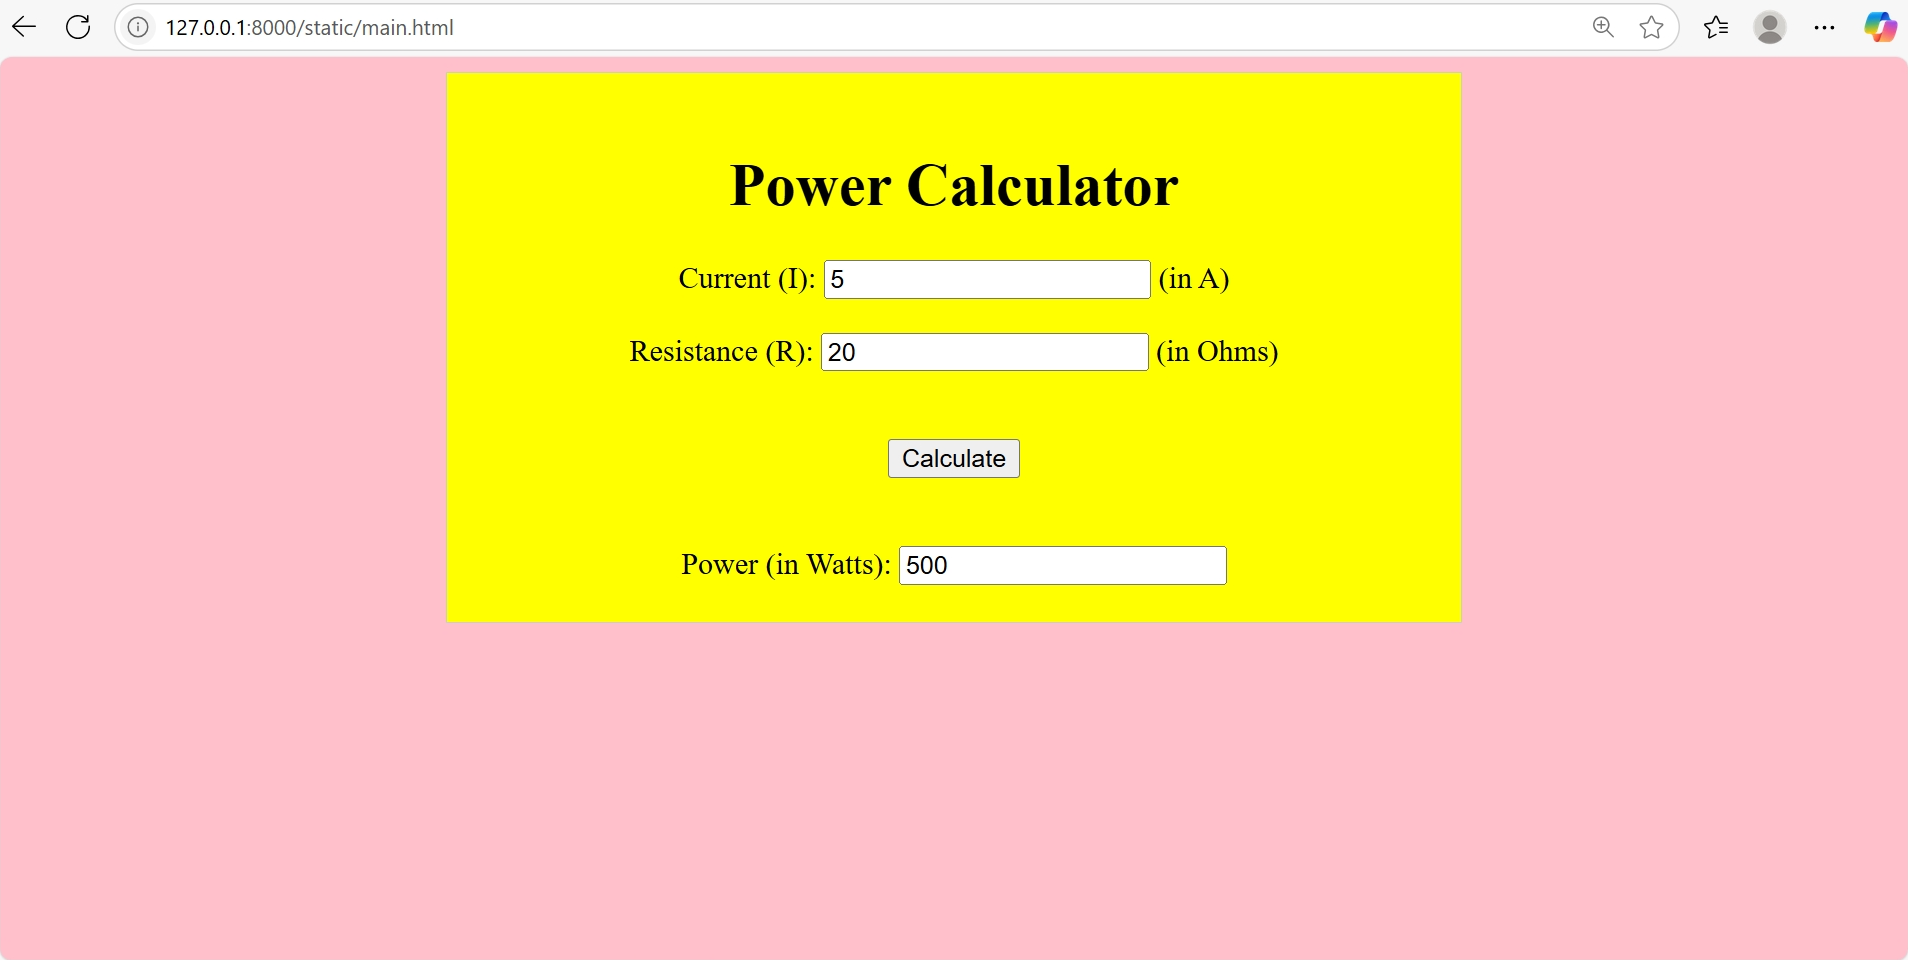 127.0.0.1:8000/static/main.html
Power Calculator
Current (I): 5 (in A)
Resistance (R): 20 (in Ohms)
Calculate
Power (in Watts): 500